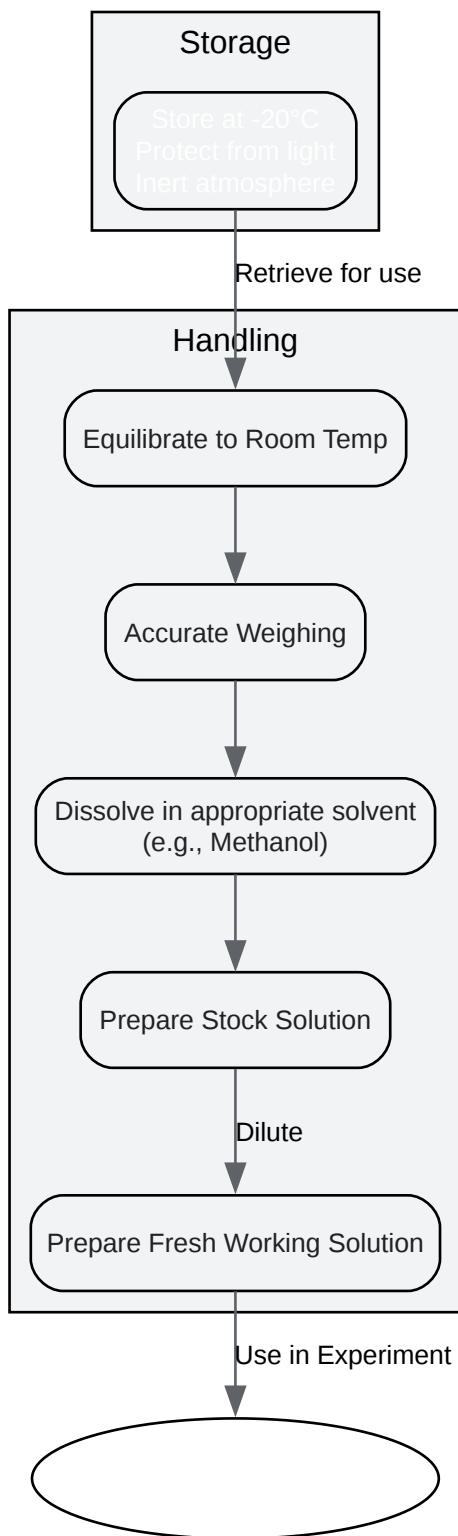 Storage
Store at -20°C
Protect from light
Inert atmosphere
Retrieve for use
Handling
Equilibrate to Room Temp
Accurate Weighing
Dissolve in appropriate solvent
(e.g., Methanol)
Prepare Stock Solution
Dilute
Prepare Fresh Working Solution
Use in Experiment